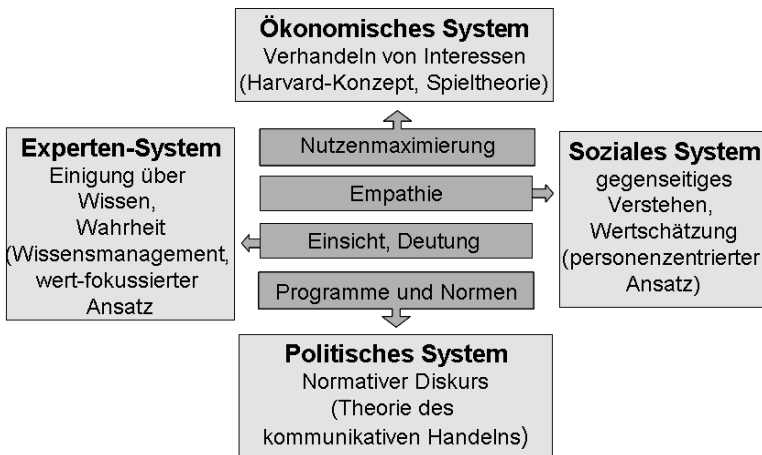 Ökonomisches System
Verhandeln von Interessen
(Harvard-Konzept, Spieltheorie)
Experten-System
Einigung über
Wissen,
Wahrheit
(Wissensmanagement,
wert-fokussierter
Ansatz
Nutzenmaximierung
Empathie
Einsicht, Deutung
Programme und Normen
Soziales System
gegenseitiges
Verstehen,
Wertschätzung
(personenzentrierter
Ansatz)
Politisches System
Normativer Diskurs
(Theorie des
kommunikativen Handelns)